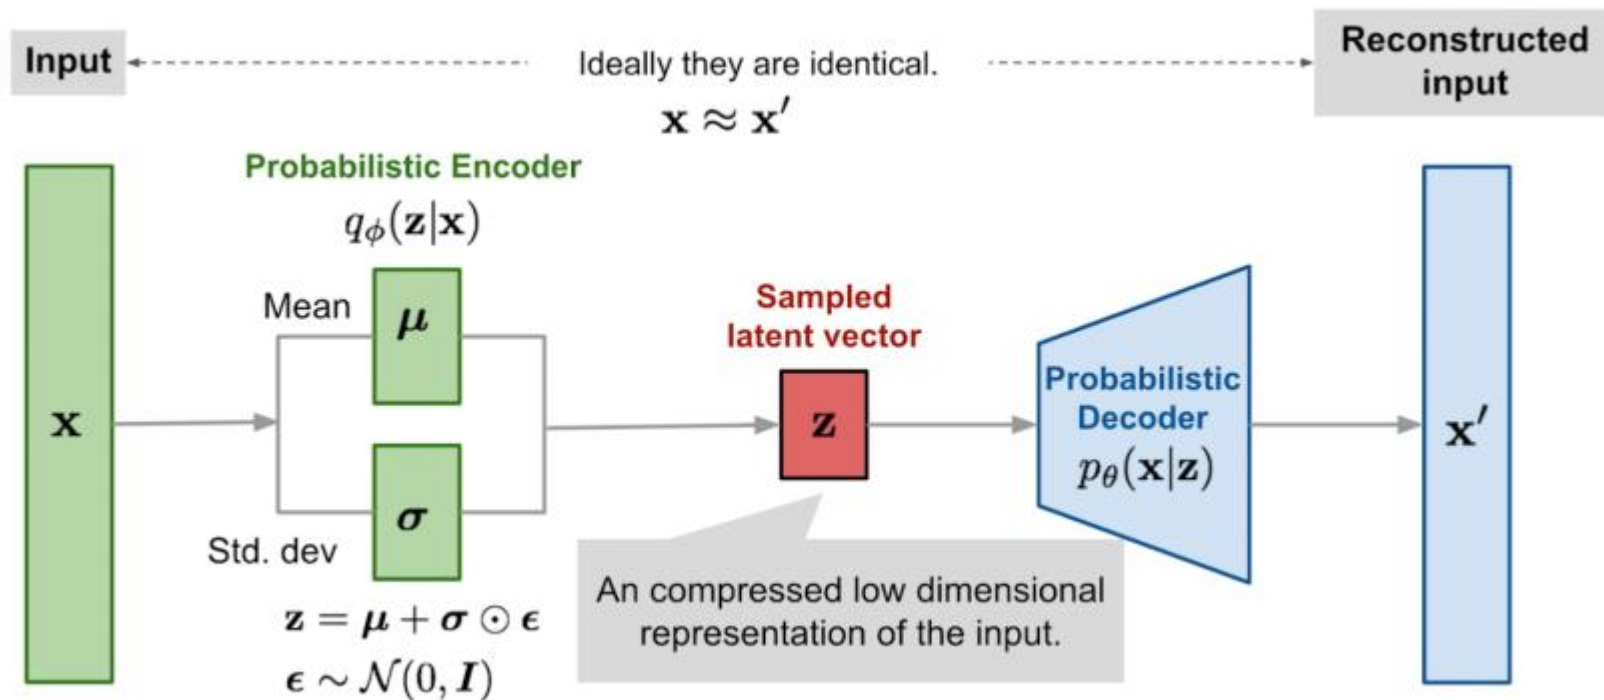 Input
Ideally they are identical.
Reconstructed
input
𝐱 ≈ 𝐱′
Probabilistic Encoder
q_ϕ(𝐳|𝐱)
Mean
𝝁
Sampled
latent vector
Probabilistic
Decoder
p_θ(𝐱|𝐳)
𝐱
𝐳
𝐱′
𝝈
Std. dev
An compressed low dimensional
representation of the input.
𝐳 = 𝝁 + 𝝈 ⊙ 𝝐
𝝐 ∼ 𝒩(0, 𝑰)